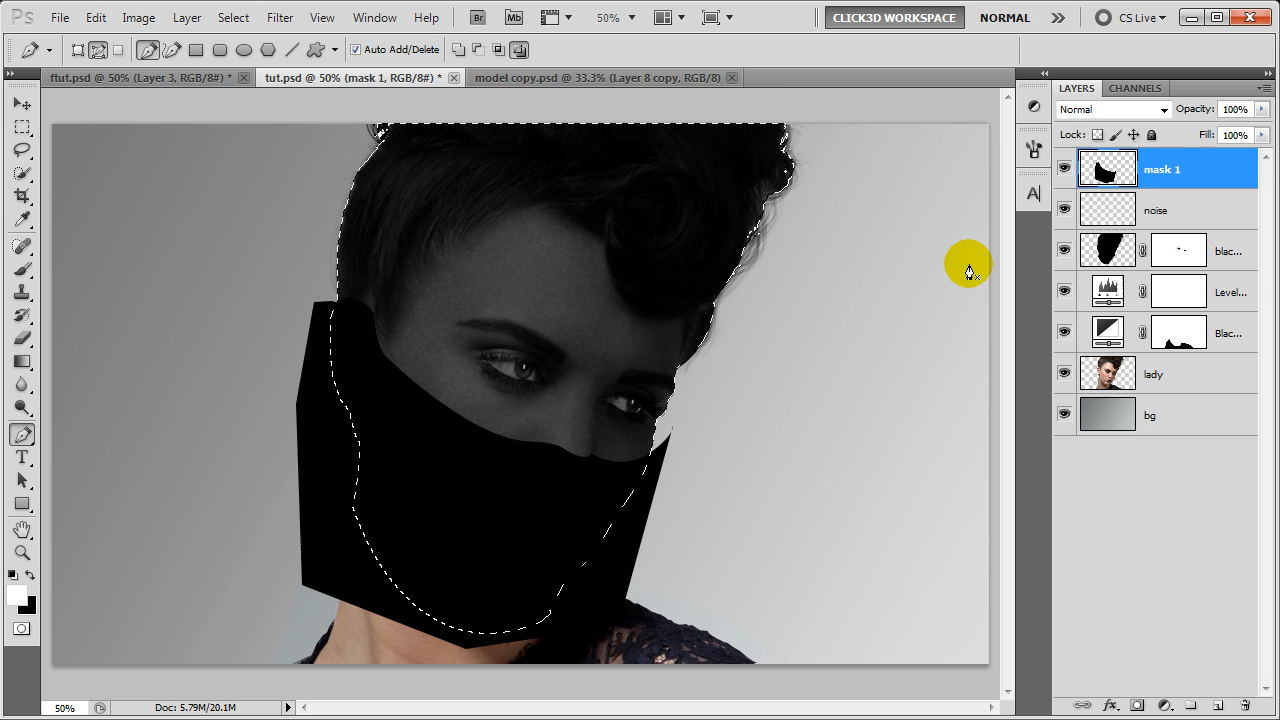 Ps File Edit Image Layer Select Filter View Window Help Br Mb 50% CLICK3D WORKSPACE NORMAL CS Live
Auto Add/Delete
ftut.psd @ 50% (Layer 3, RGB/8#) * tut.psd @ 50% (mask 1, RGB/8#) * model copy.psd @ 33.3% (Layer 8 copy, RGB/8)
LAYERS CHANNELS
Normal Opacity: 100%
Lock: Fill: 100%
mask 1
noise
blac...
Level...
Blac...
lady
bg
50% Doc: 5.79M/20.1M